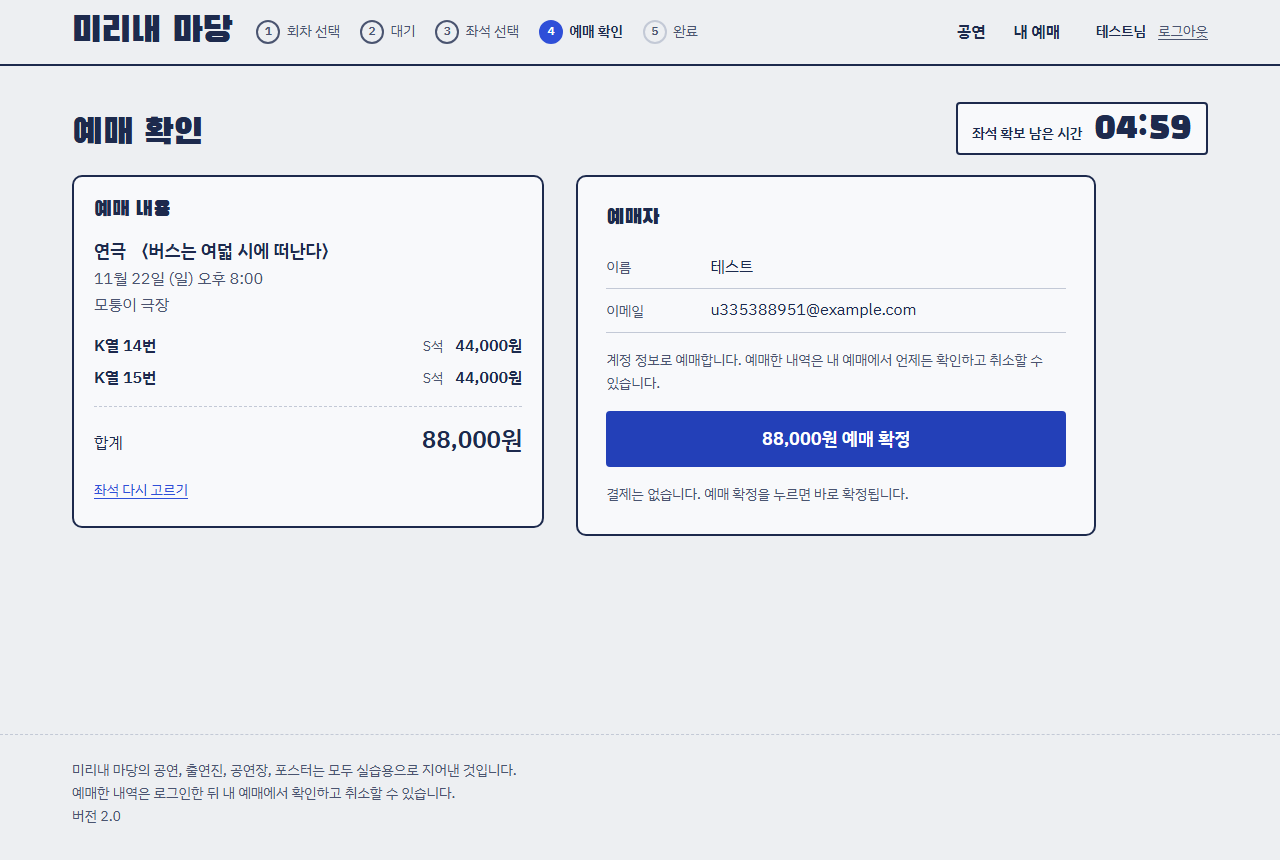 미리내 마당
1 회차 선택 2 대기 3 좌석 선택 4 예매 확인 5 완료
공연 내 예매 테스트님 로그아웃
예매 확인
좌석 확보 남은 시간 04:59
예매 내용
연극 〈버스는 여덟 시에 떠난다〉
11월 22일 (일) 오후 8:00
모퉁이 극장
K열 14번 S석 44,000원
K열 15번 S석 44,000원
합계 88,000원
좌석 다시 고르기
예매자
이름 테스트
이메일 u335388951@example.com
계정 정보로 예매합니다. 예매한 내역은 내 예매에서 언제든 확인하고 취소할 수
있습니다.
88,000원 예매 확정
결제는 없습니다. 예매 확정을 누르면 바로 확정됩니다.
미리내 마당의 공연, 출연진, 공연장, 포스터는 모두 실습용으로 지어낸 것입니다.
예매한 내역은 로그인한 뒤 내 예매에서 확인하고 취소할 수 있습니다.
버전 2.0